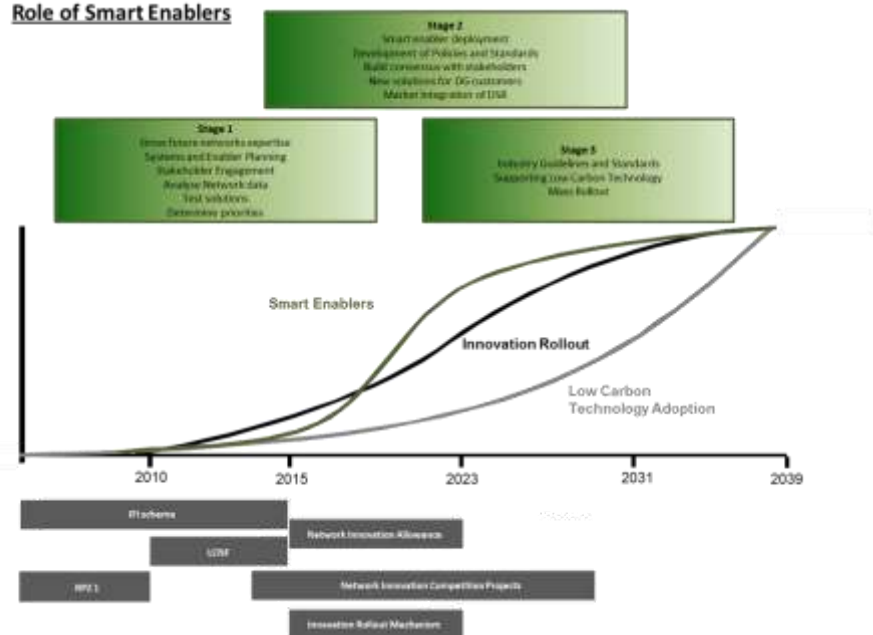 Role of Smart Enablers
Stage 2
Smart enabler deployment
Development of Policies and Standards
Build consensus with stakeholders
New solutions for DG customers
Market Integration of DSR
Stage 1
future networks expertise
Systems and Enabler Planning
Stakeholder Engagement
Analyse Network data
Test solutions
Determine priorities
Stage 3
Industry Guidelines and Standards
Supporting Low Carbon Technology
Mass Rollout
Smart Enablers
Innovation Rollout
Low Carbon
Technology Adoption
2010
2015
2023
2031
2039
IFI scheme
Network Innovation Allowance
LCNF
Network Innovation Competition Projects
Innovation Rollout Mechanism